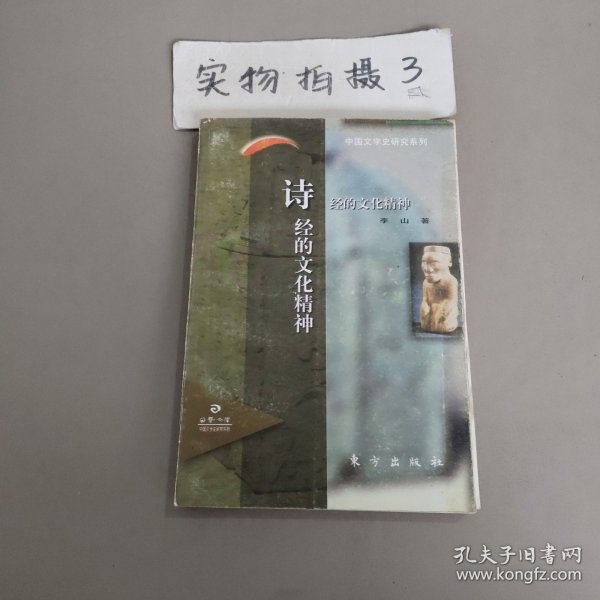 实物拍摄3
中国文学史研究系列
诗
经的文化精神
经的文化精神
李山 著
東方出版社
孔夫子旧书网
www.kongfz.com